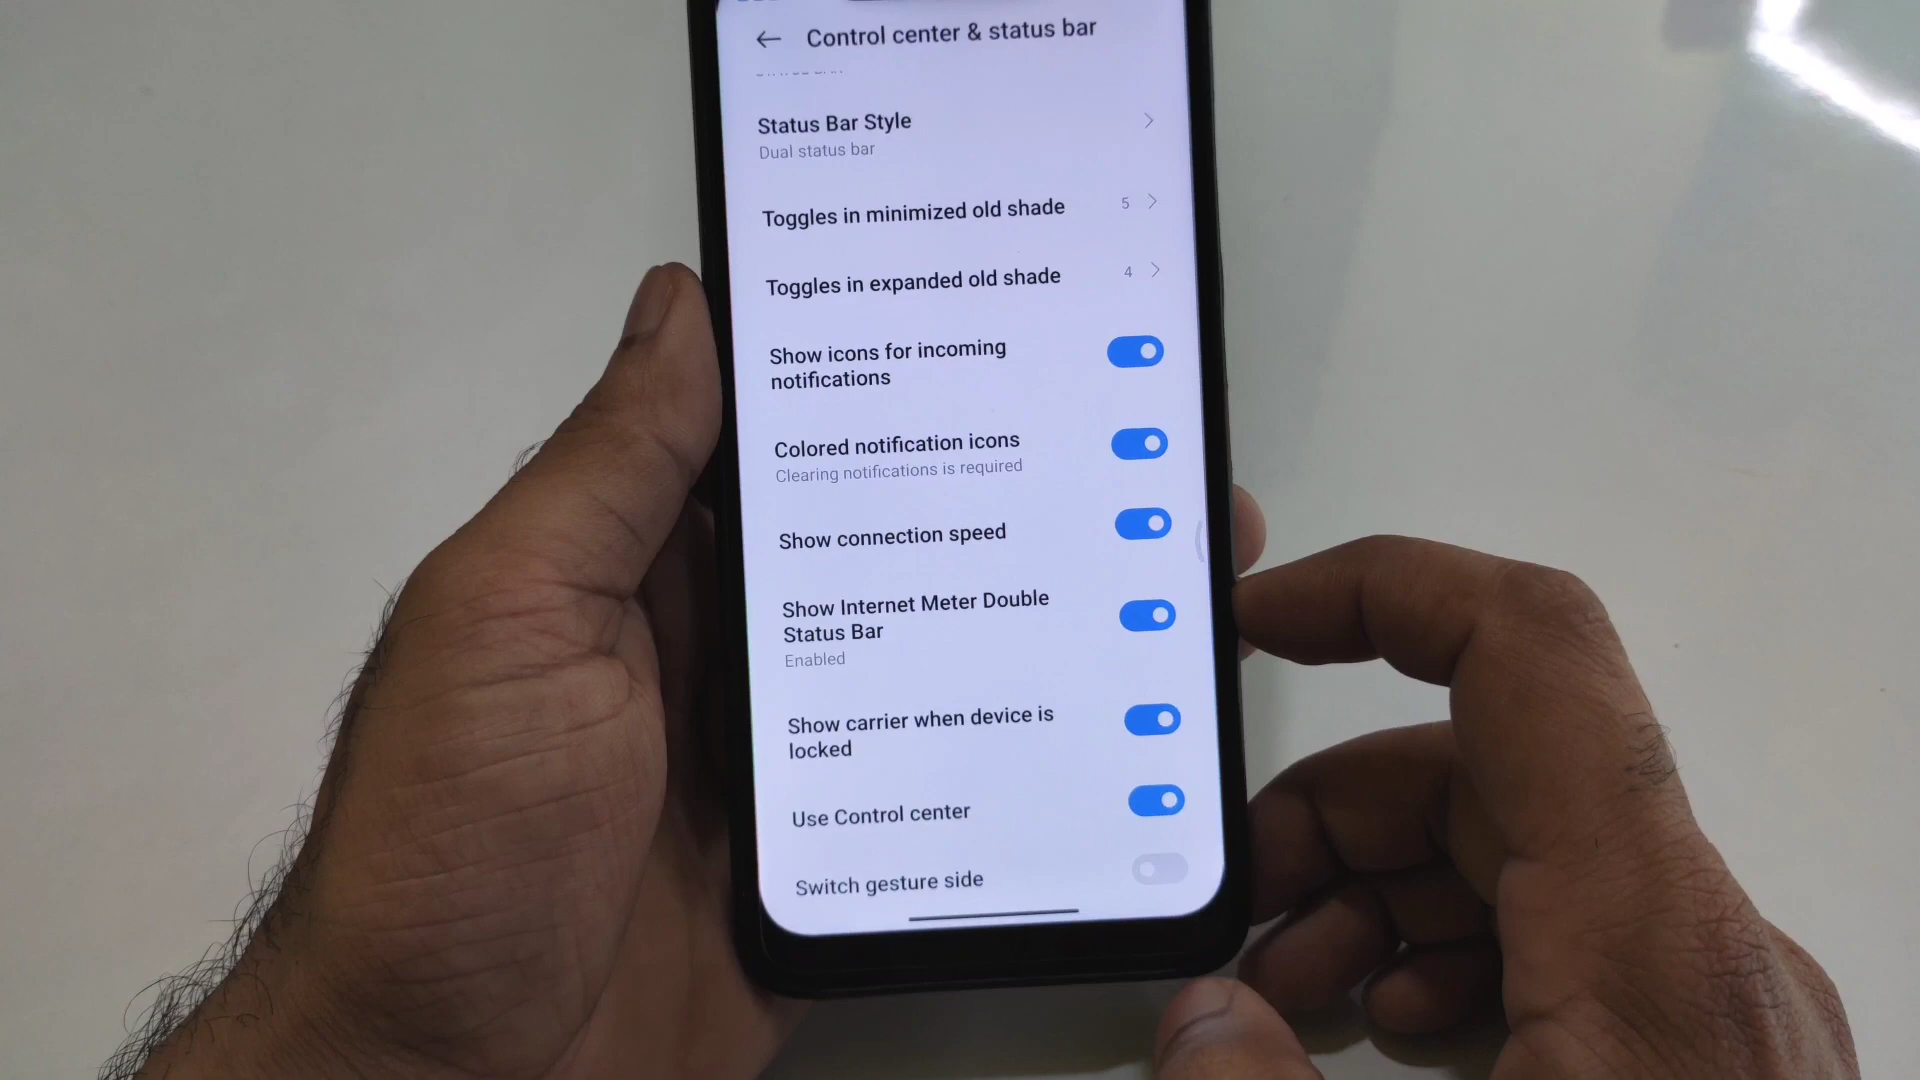 Control center & status bar
Status Bar Style
Dual status bar
Toggles in minimized old shade 5
Toggles in expanded old shade 4
Show icons for incoming
notifications
Colored notification icons
Clearing notifications is required
Show connection speed
Show Internet Meter Double
Status Bar
Enabled
Show carrier when device is
locked
Use Control center
Switch gesture side